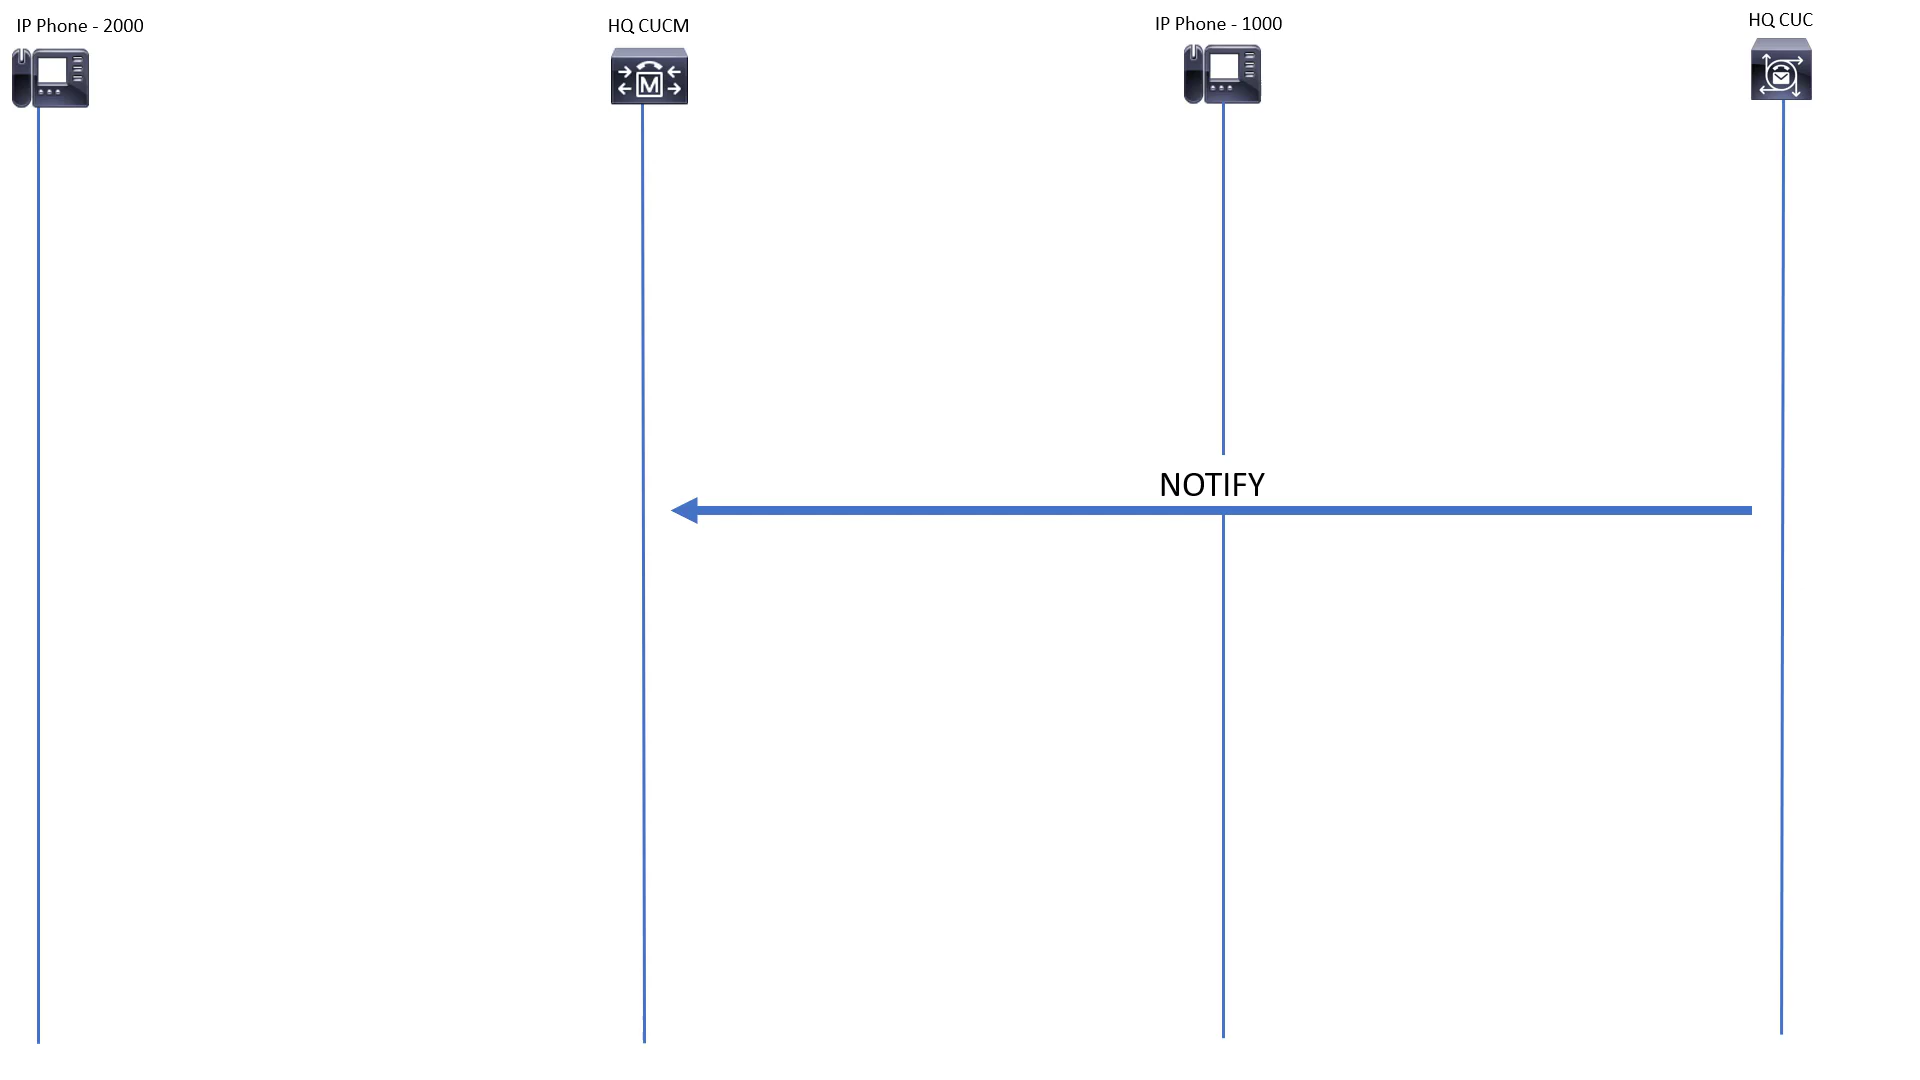 IP Phone - 2000
HQ CUCM
IP Phone - 1000
HQ CUC
M
NOTIFY